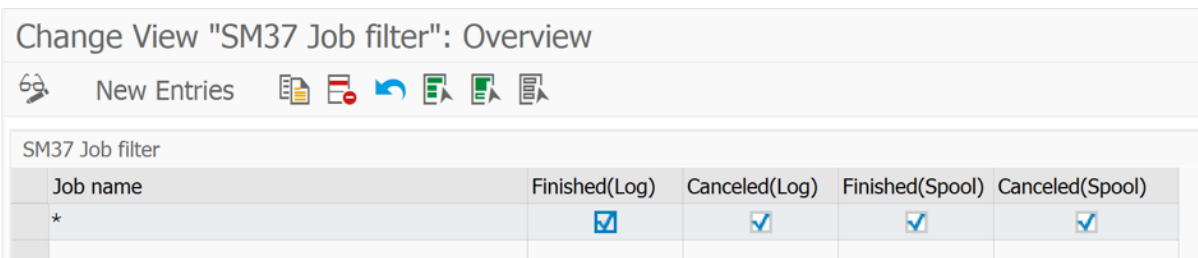 Change View "SM37 Job filter": Overview
New Entries
SM37 Job filter
Job name Finished(Log) Canceled(Log) Finished(Spool) Canceled(Spool)
*